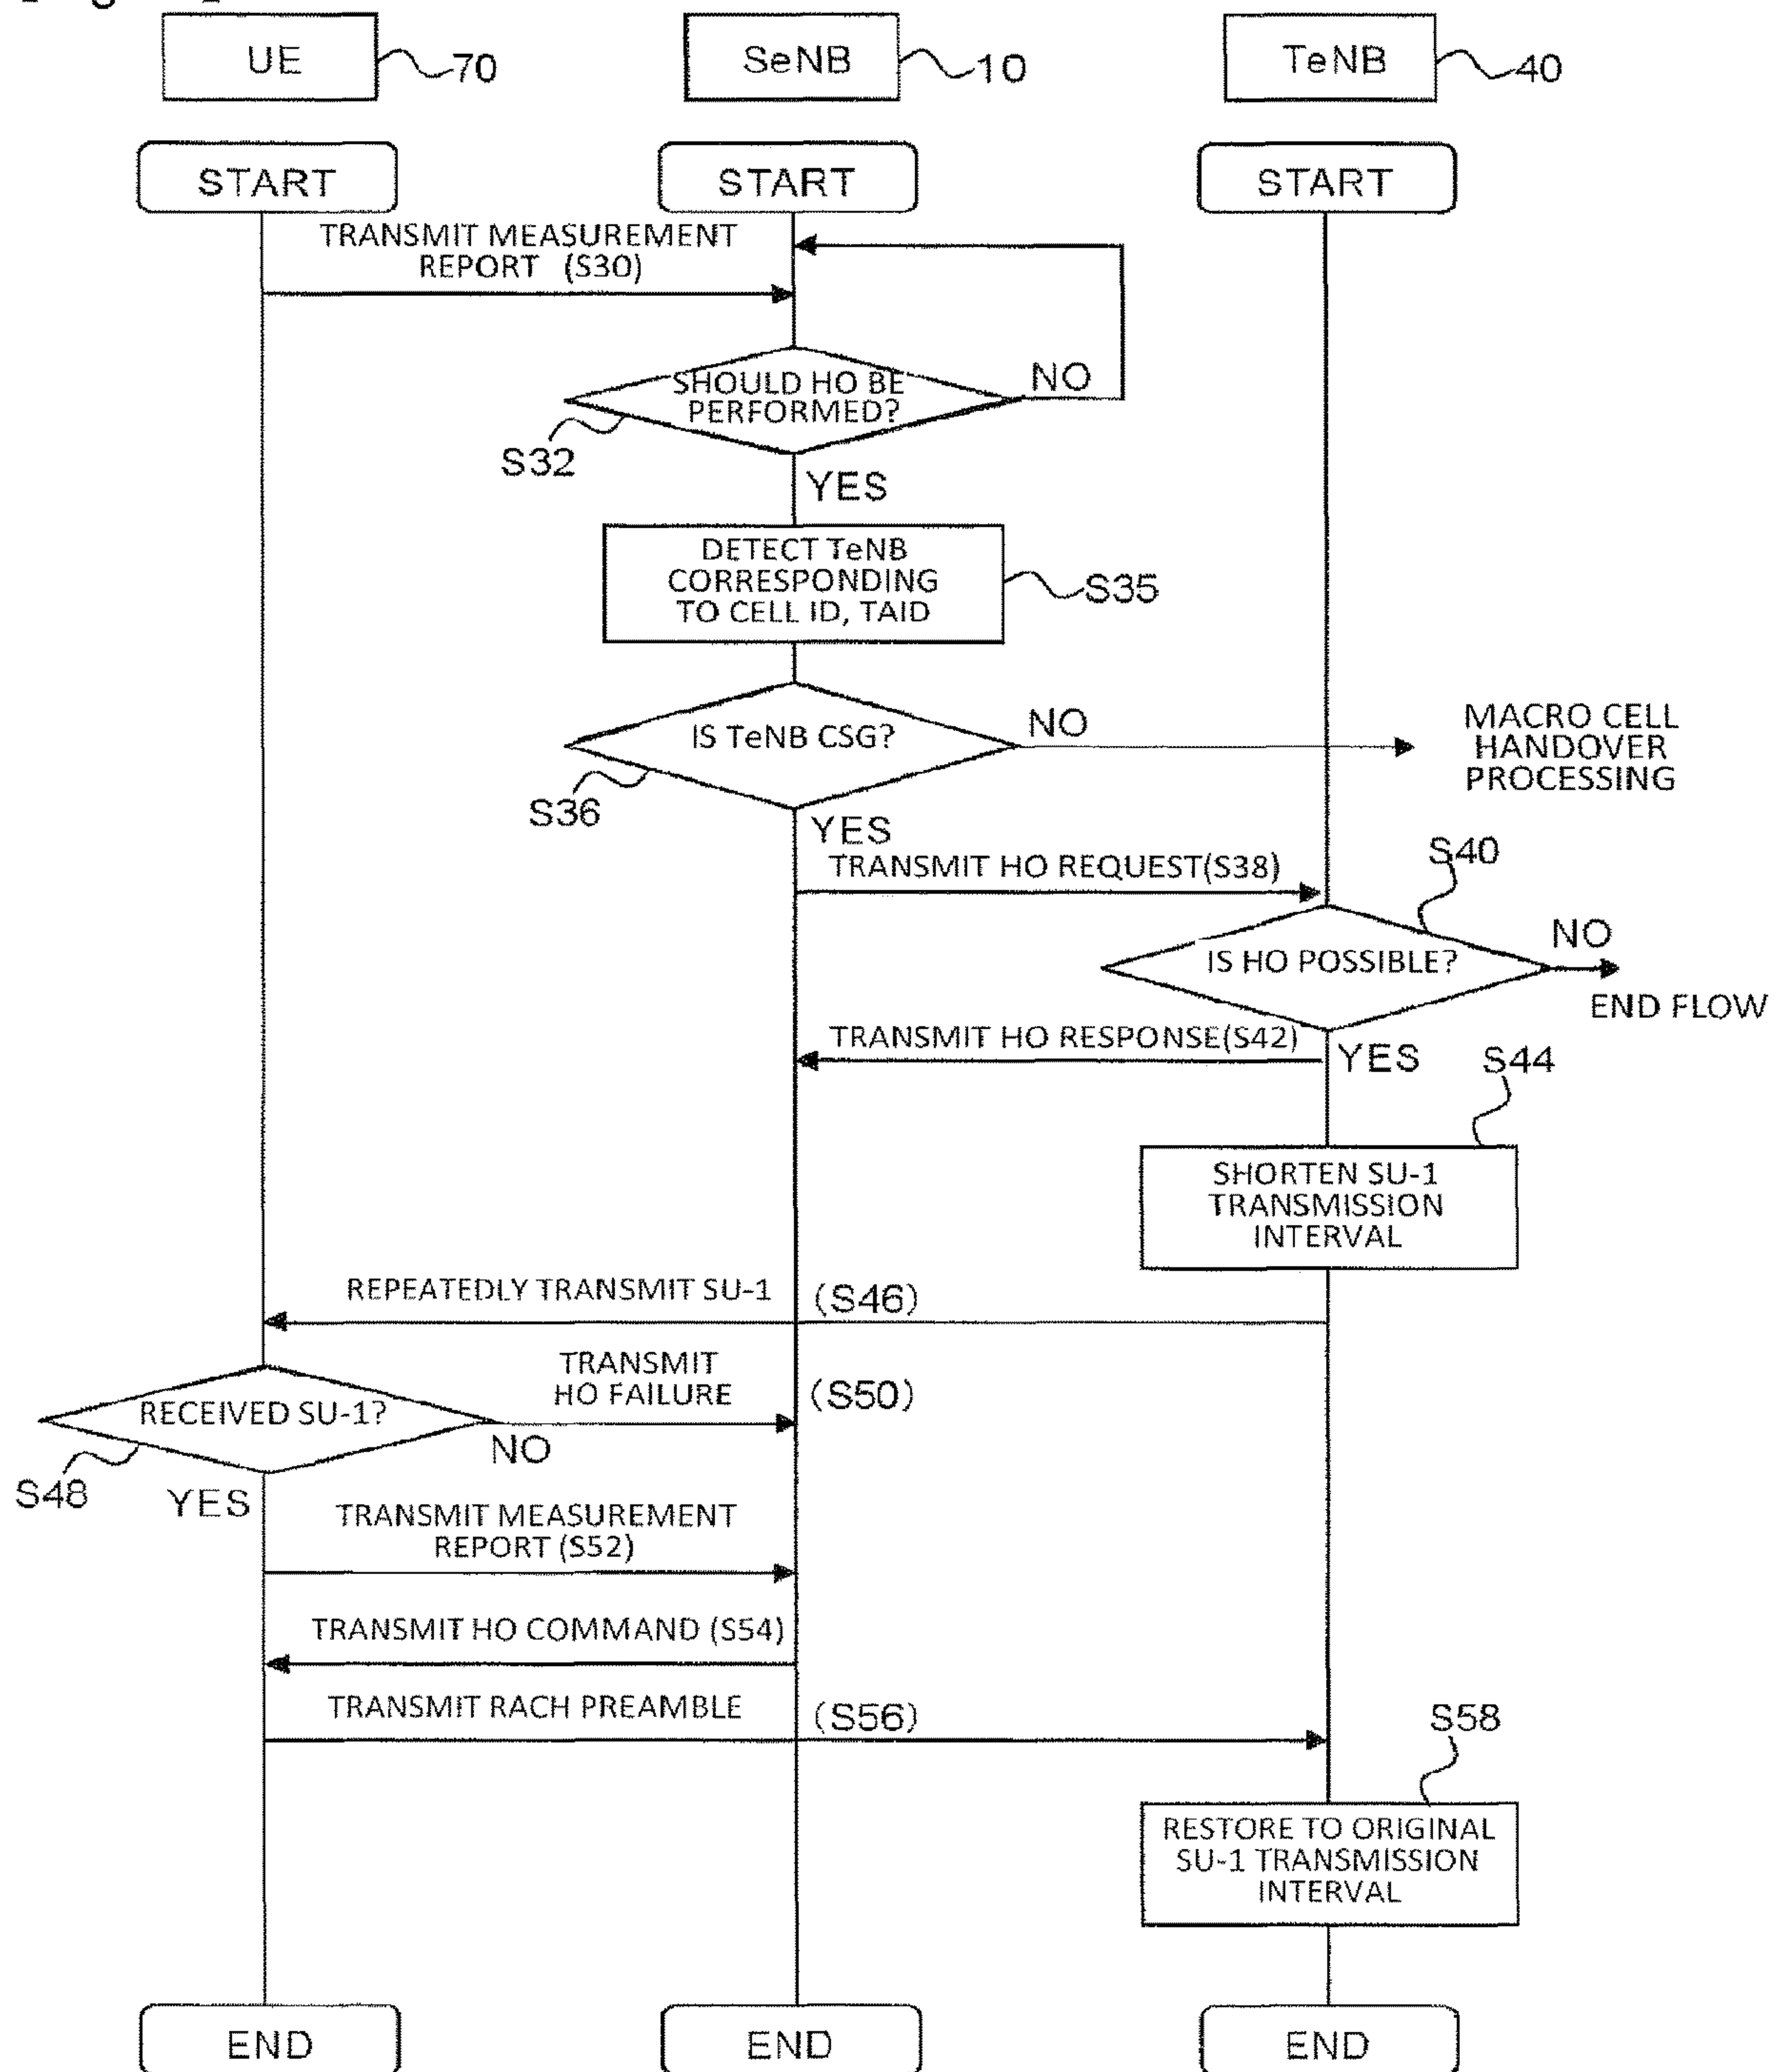 UE
70
SeNB
10
TeNB
40
START
START
START
TRANSMIT MEASUREMENT
REPORT (S30)
SHOULD HO BE
PERFORMED?
NO
S32
YES
DETECT TeNB
CORRESPONDING
TO CELL ID, TAID
S35
IS TeNB CSG?
NO
S36
MACRO CELL
HANDOVER
PROCESSING
YES
TRANSMIT HO REQUEST(S38)
S40
IS HO POSSIBLE?
NO
END FLOW
TRANSMIT HO RESPONSE(S42)
YES
S44
SHORTEN SU-1
TRANSMISSION
INTERVAL
REPEATEDLY TRANSMIT SU-1
(S46)
RECEIVED SU-1?
TRANSMIT
HO FAILURE
(S50)
NO
S48
YES
TRANSMIT MEASUREMENT
REPORT (S52)
TRANSMIT HO COMMAND (S54)
TRANSMIT RACH PREAMBLE
(S56)
S58
RESTORE TO ORIGINAL
SU-1 TRANSMISSION
INTERVAL
END
END
END